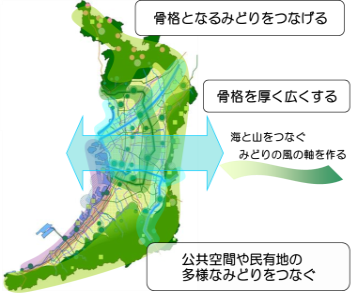 骨格となるみどりをつなげる
骨格を厚く広くする
海と山をつなぐ
みどりの風の軸を作る
公共空間や民有地の
多様なみどりをつなぐ